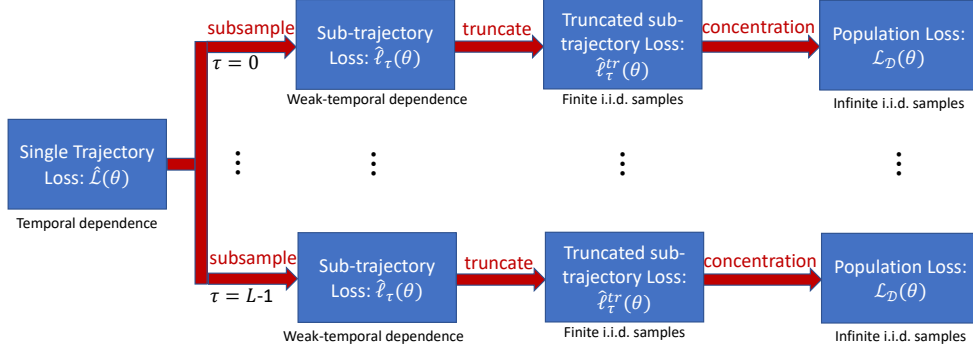 subsample
τ = 0
Sub-trajectory
Loss: ℓ̂_τ(θ)
Weak-temporal dependence
truncate
Truncated sub-
trajectory Loss:
ℓ̂_τ^{tr}(θ)
Finite i.i.d. samples
concentration
Population Loss:
ℒ_𝒟(θ)
Infinite i.i.d. samples
Single Trajectory
Loss: ℒ̂(θ)
Temporal dependence
subsample
τ = L-1
Sub-trajectory
Loss: ℓ̂_τ(θ)
Weak-temporal dependence
truncate
Truncated sub-
trajectory Loss:
ℓ̂_τ^{tr}(θ)
Finite i.i.d. samples
concentration
Population Loss:
ℒ_𝒟(θ)
Infinite i.i.d. samples